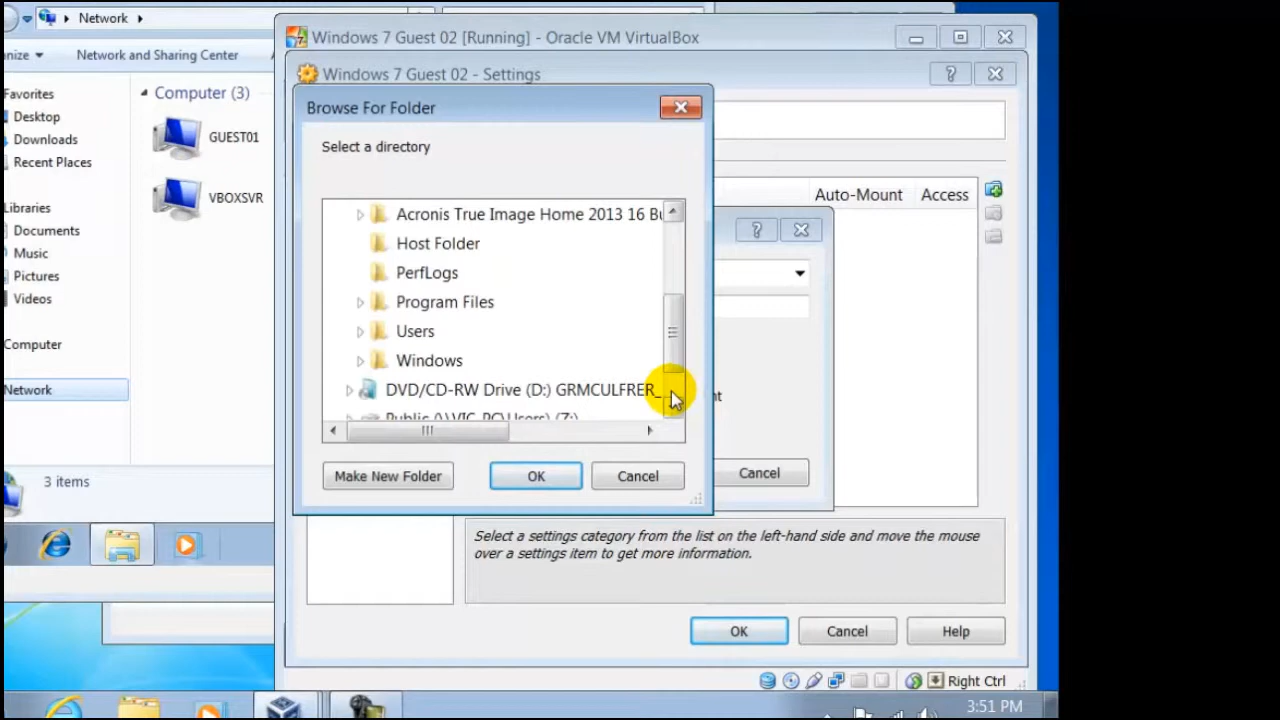 Network
Windows 7 Guest 02 [Running] - Oracle VM VirtualBox
Network and Sharing Center
Windows 7 Guest 02 - Settings
Favorites
Computer (3)
Browse For Folder
Desktop
GUEST01
Downloads
Select a directory
Recent Places
VBOXSVR
Auto-Mount
Access
Libraries
Acronis True Image Home 2013 16
Documents
Host Folder
Music
Pictures
PerfLogs
Videos
Program Files
Users
Computer
Windows
Network
DVD/CD-RW Drive (D:) GRMCULFRER_
Public (\\VIC-PC\Users) (Z:)
Make New Folder
OK
Cancel
Cancel
3 items
Select a settings category from the list on the left-hand side and move the mouse
over a settings item to get more information.
OK
Cancel
Help
Right Ctrl
3:51 PM